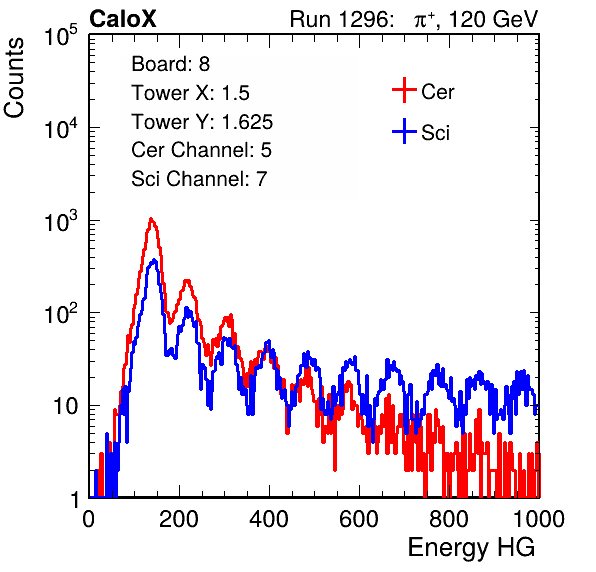 CaloX Run 1296: π⁺, 120 GeV
Counts
10⁵
10⁴
10³
10²
10
1
Board: 8
Tower X: 1.5
Tower Y: 1.625
Cer Channel: 5
Sci Channel: 7
Cer
Sci
0 200 400 600 800 1000
Energy HG